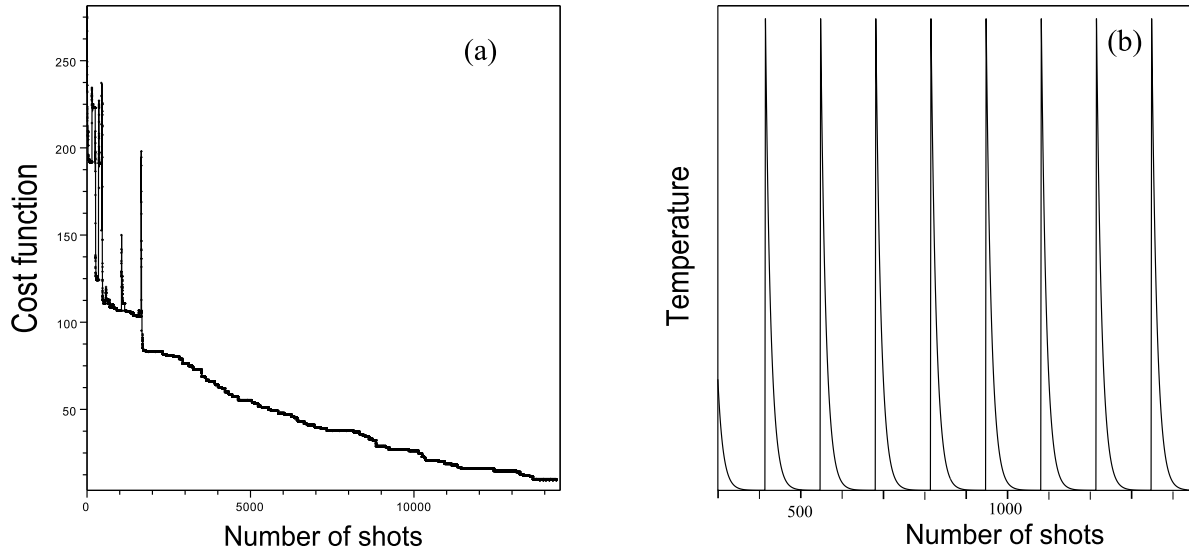 (a)
250
200
150
100
50
0
5000
10000
Cost function
Number of shots
(b)
Temperature
500
1000
Number of shots